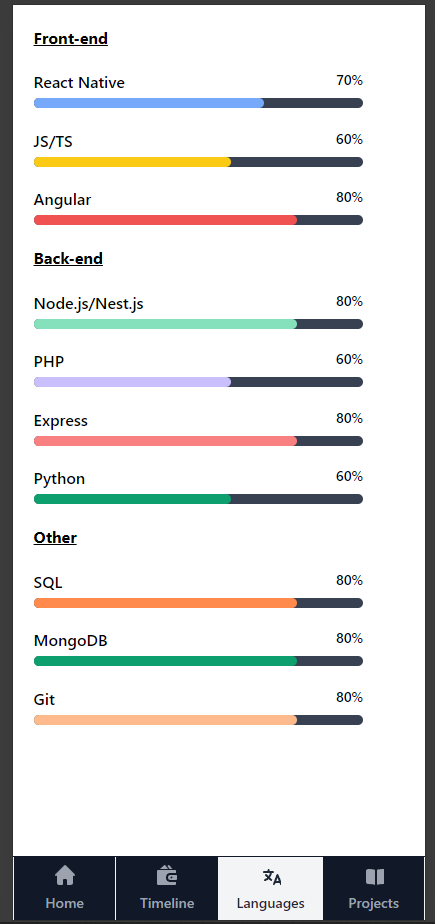 Front-end
React Native 70%
JS/TS 60%
Angular 80%
Back-end
Node.js/Nest.js 80%
PHP 60%
Express 80%
Python 60%
Other
SQL 80%
MongoDB 80%
Git 80%
Home Timeline Languages Projects